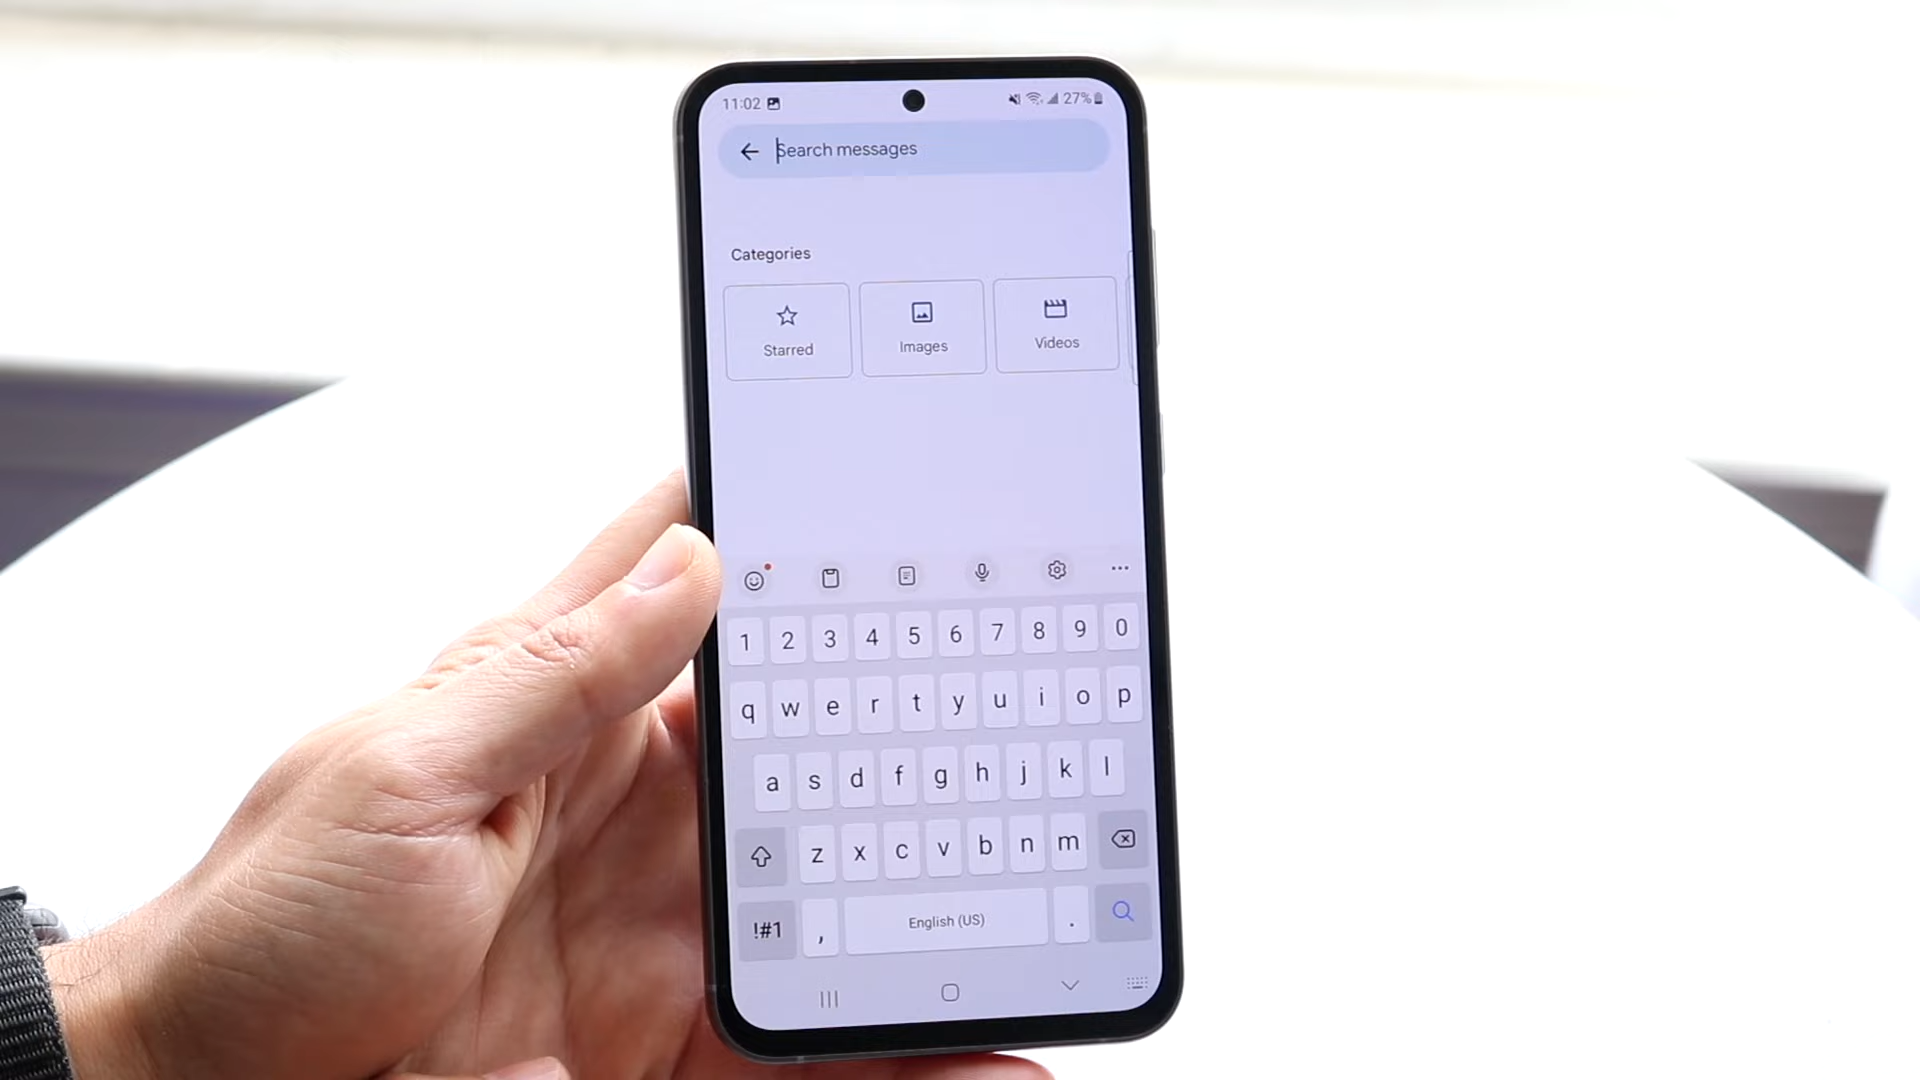 11:02 27%
Search messages
Categories
Starred Images Videos
1 2 3 4 5 6 7 8 9 0
q w e r t y u i o p
a s d f g h j k l
z x c v b n m
!#1 , English (US) .